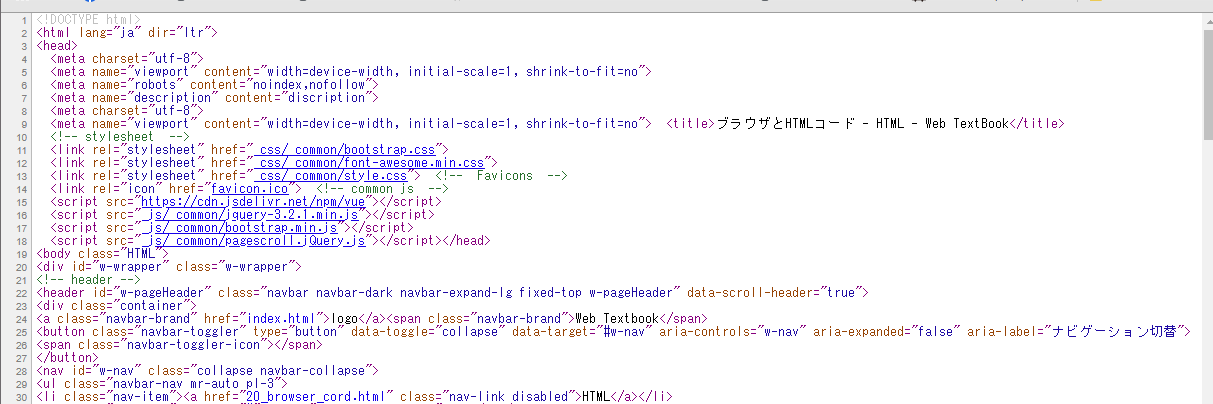 1 <!DOCTYPE html>
2 <html lang="ja" dir="ltr">
3 <head>
4 <meta charset="utf-8">
5 <meta name="viewport" content="width=device-width, initial-scale=1, shrink-to-fit=no">
6 <meta name="robots" content="noindex,nofollow">
7 <meta name="description" content="discription">
8 <meta charset="utf-8">
9 <meta name="viewport" content="width=device-width, initial-scale=1, shrink-to-fit=no"> <title>ブラウザとHTMLコード - HTML - Web TextBook</title>
10 <!-- stylesheet -->
11 <link rel="stylesheet" href="_css/_common/bootstrap.css">
12 <link rel="stylesheet" href="_css/_common/font-awesome.min.css">
13 <link rel="stylesheet" href="_css/_common/style.css"> <!-- Favicons -->
14 <link rel="icon" href="favicon.ico"> <!-- common js -->
15 <script src="https://cdn.jsdelivr.net/npm/vue"></script>
16 <script src="_js/_common/jquery-3.2.1.min.js"></script>
17 <script src="_js/_common/bootstrap.min.js"></script>
18 <script src="_js/_common/pagescroll.jQuery.js"></script></head>
19 <body class="HTML">
20 <div id="w-wrapper" class="w-wrapper">
21 <!-- header -->
22 <header id="w-pageHeader" class="navbar navbar-dark navbar-expand-lg fixed-top w-pageHeader" data-scroll-header="true">
23 <div class="container">
24 <a class="navbar-brand" href="index.html">logo</a><span class="navbar-brand">Web Textbook</span>
25 <button class="navbar-toggler" type="button" data-toggle="collapse" data-target="#w-nav" aria-controls="w-nav" aria-expanded="false" aria-label="ナビゲーション切替">
26 <span class="navbar-toggler-icon"></span>
27 </button>
28 <nav id="w-nav" class="collapse navbar-collapse">
29 <ul class="navbar-nav mr-auto pl-3">
30 <li class="nav-item"><a href="20_browser_cord.html" class="nav-link disabled">HTML</a></li>